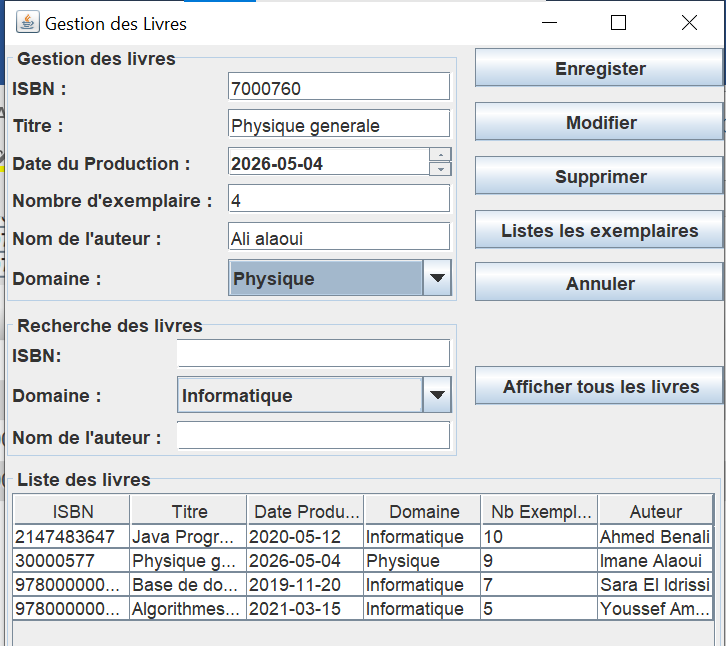 Gestion des Livres
Gestion des livres
ISBN : 7000760
Titre : Physique generale
Date du Production : 2026-05-04
Nombre d'exemplaire : 4
Nom de l'auteur : Ali alaoui
Domaine : Physique
Enregister
Modifier
Supprimer
Listes les exemplaires
Annuler
Recherche des livres
ISBN:
Domaine : Informatique
Nom de l'auteur :
Afficher tous les livres
Liste des livres
ISBN Titre Date Produ... Domaine Nb Exempl... Auteur
2147483647 Java Progr... 2020-05-12 Informatique 10 Ahmed Benali
30000577 Physique g... 2026-05-04 Physique 9 Imane Alaoui
978000000... Base de do... 2019-11-20 Informatique 7 Sara El Idrissi
978000000... Algorithmes... 2021-03-15 Informatique 5 Youssef Am...